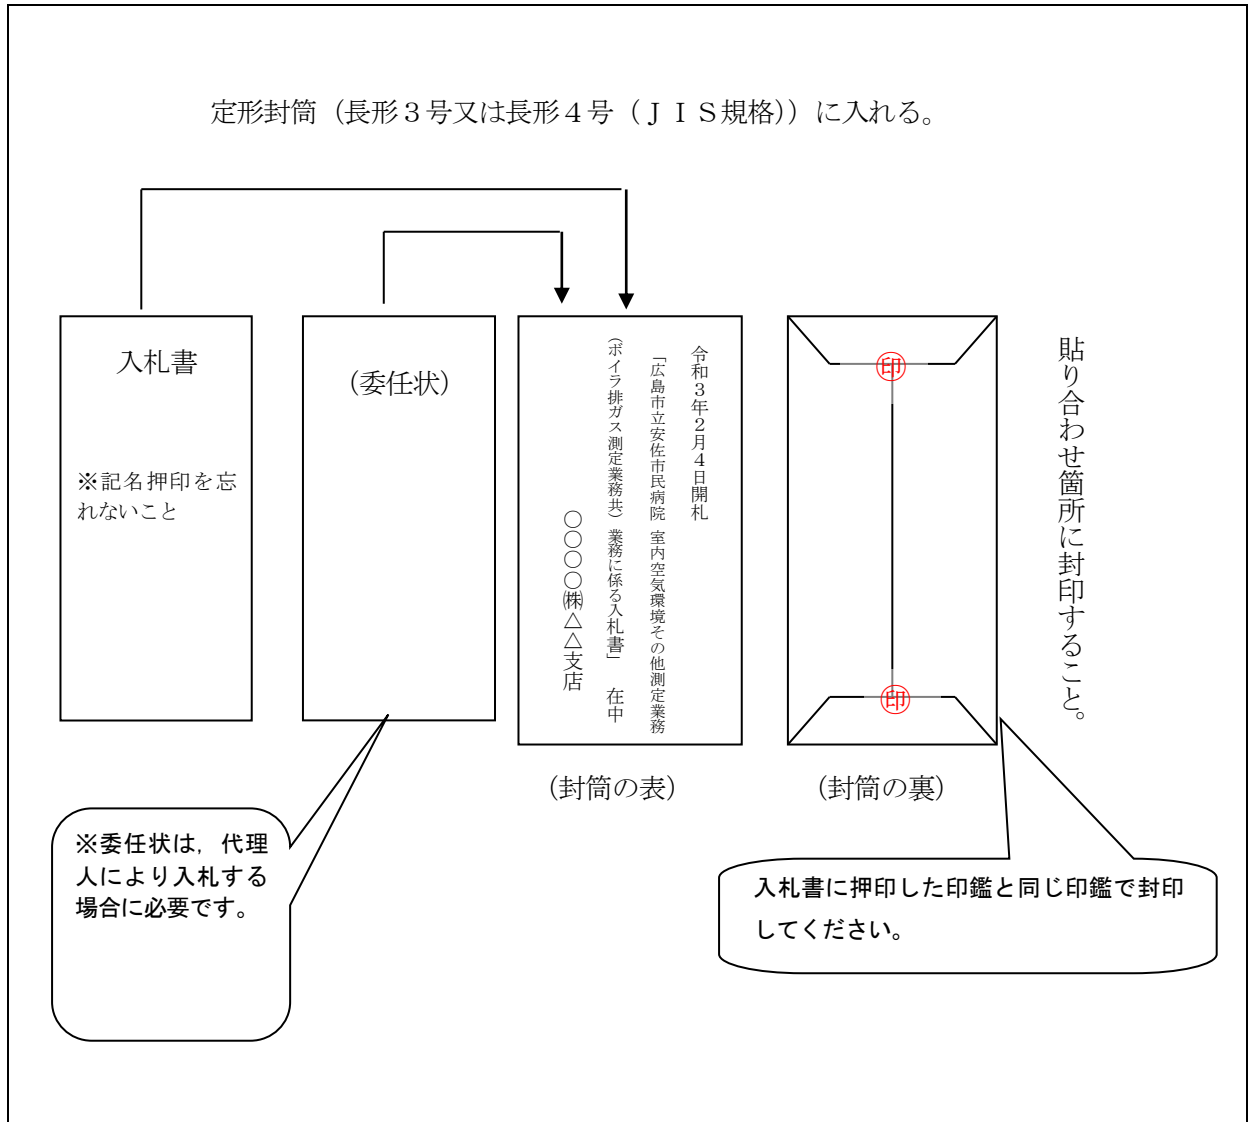 定形封筒（長形３号又は長形４号（ＪＩＳ規格））に入れる。
入札書
※記名押印を忘
れないこと
（委任状）
令和３年２月４日開札
「広島市立安佐市民病院 室内空気環境その他測定業務
（ボイラ排ガス測定業務共）業務に係る入札書」　在中
○○○○㈱△△支店
印
印
貼り合わせ箇所に封印すること。
（封筒の表）
（封筒の裏）
※委任状は，代理
人により入札する
場合に必要です。
入札書に押印した印鑑と同じ印鑑で封印
してください。